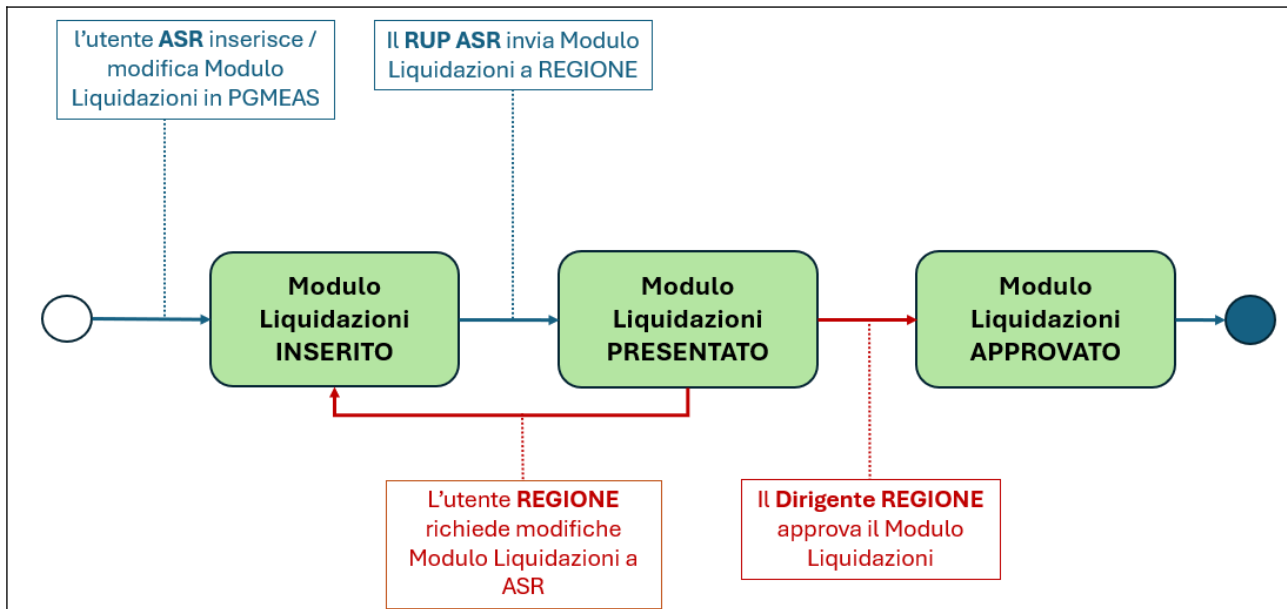 l'utente ASR inserisce /
modifica Modulo
Liquidazioni in PGMEAS
Il RUP ASR invia Modulo
Liquidazioni a REGIONE
Modulo
Liquidazioni
INSERITO
Modulo
Liquidazioni
PRESENTATO
Modulo
Liquidazioni
APPROVATO
L'utente REGIONE
richiede modifiche
Modulo Liquidazioni a
ASR
Il Dirigente REGIONE
approva il Modulo
Liquidazioni